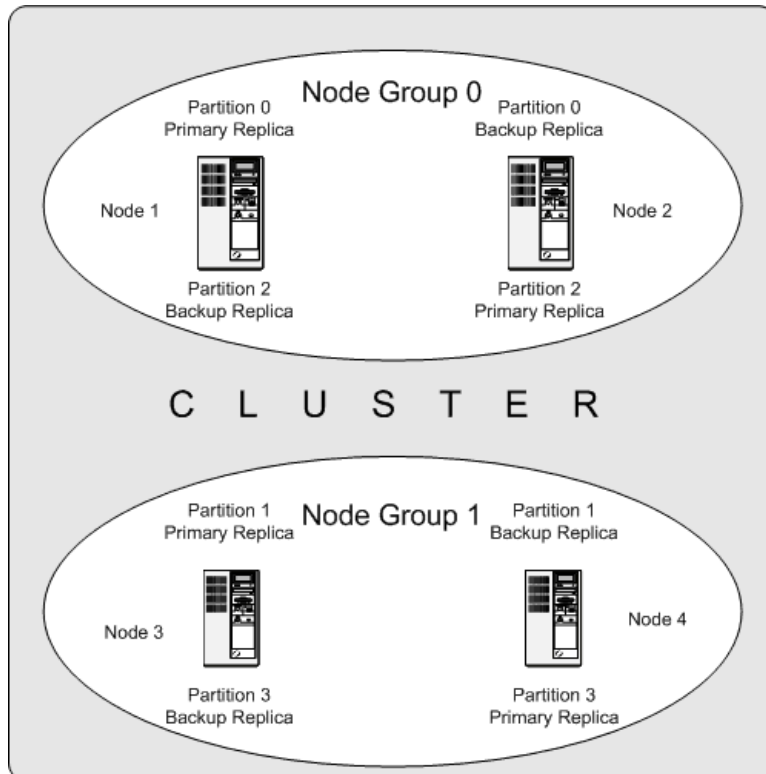 Node Group 0
Partition 0
Primary Replica
Partition 0
Backup Replica
Node 1
Node 2
Partition 2
Backup Replica
Partition 2
Primary Replica
C L U S T E R
Node Group 1
Partition 1
Primary Replica
Partition 1
Backup Replica
Node 3
Node 4
Partition 3
Backup Replica
Partition 3
Primary Replica